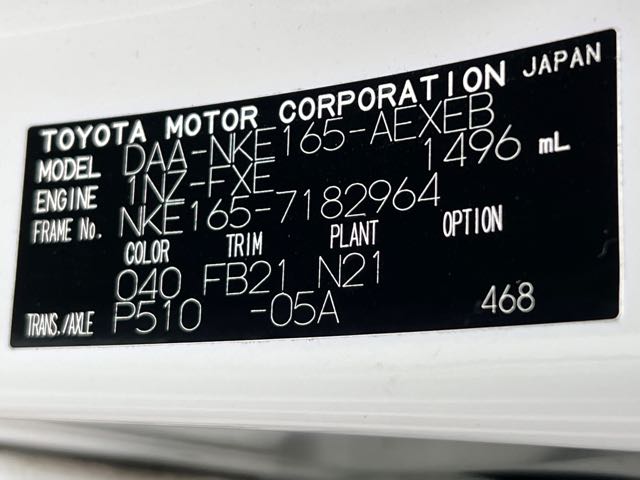 TOYOTA MOTOR CORPORATION JAPAN
MODEL DAA-NKE165-AEXEB
ENGINE 1NZ-FXE 1496 mL
FRAME No. NKE165-7182964
COLOR TRIM PLANT OPTION
040 FB21 N21
TRANS./AXLE P510 -05A 468